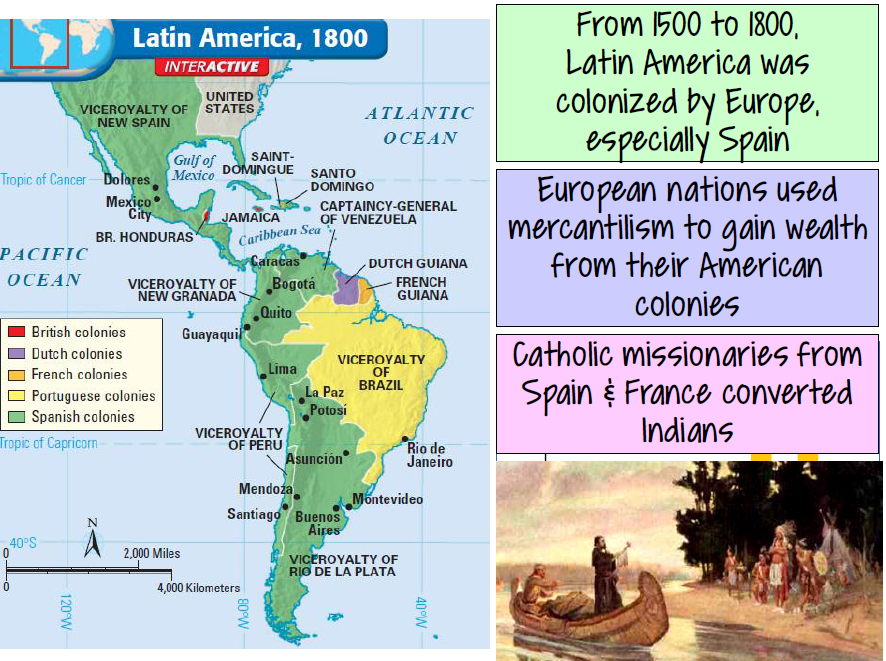 Latin America, 1800
INTERACTIVE
VICEROYALTY OF
NEW SPAIN
UNITED
STATES
ATLANTIC
OCEAN
Gulf of
Mexico
SAINT-
DOMINGUE
SANTO
DOMINGO
Tropic of Cancer
Dolores
Mexico
City
JAMAICA
CAPTAINCY-GENERAL
OF VENEZUELA
BR. HONDURAS
Caribbean Sea
PACIFIC
OCEAN
Caracas
DUTCH GUIANA
FRENCH
GUIANA
VICEROYALTY OF
NEW GRANADA
Bogotá
Quito
Guayaquil
British colonies
Dutch colonies
French colonies
Portuguese colonies
Spanish colonies
Lima
VICEROYALTY
OF
BRAZIL
La Paz
Potosí
VICEROYALTY
OF PERU
Tropic of Capricorn
Asunción
Rio de
Janeiro
Mendoza
Santiago
Montevideo
Buenos
Aires
N
40°S
0 2,000 Miles
0 4,000 Kilometers
VICEROYALTY OF
RIO DE LA PLATA
120°W
80°W
40°W
From 1500 to 1800,
Latin America was
colonized by Europe,
especially Spain
European nations used
mercantilism to gain wealth
from their American
colonies
Catholic missionaries from
Spain & France converted
Indians